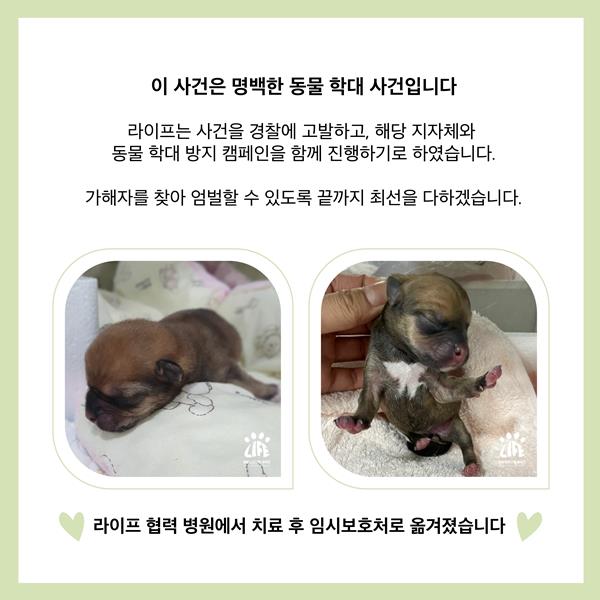 이 사건은 명백한 동물 학대 사건입니다
라이프는 사건을 경찰에 고발하고, 해당 지자체와
동물 학대 방지 캠페인을 함께 진행하기로 하였습니다.
가해자를 찾아 엄벌할 수 있도록 끝까지 최선을 다하겠습니다.
LIFE
LIFE
라이프 협력 병원에서 치료 후 임시보호처로 옮겨졌습니다